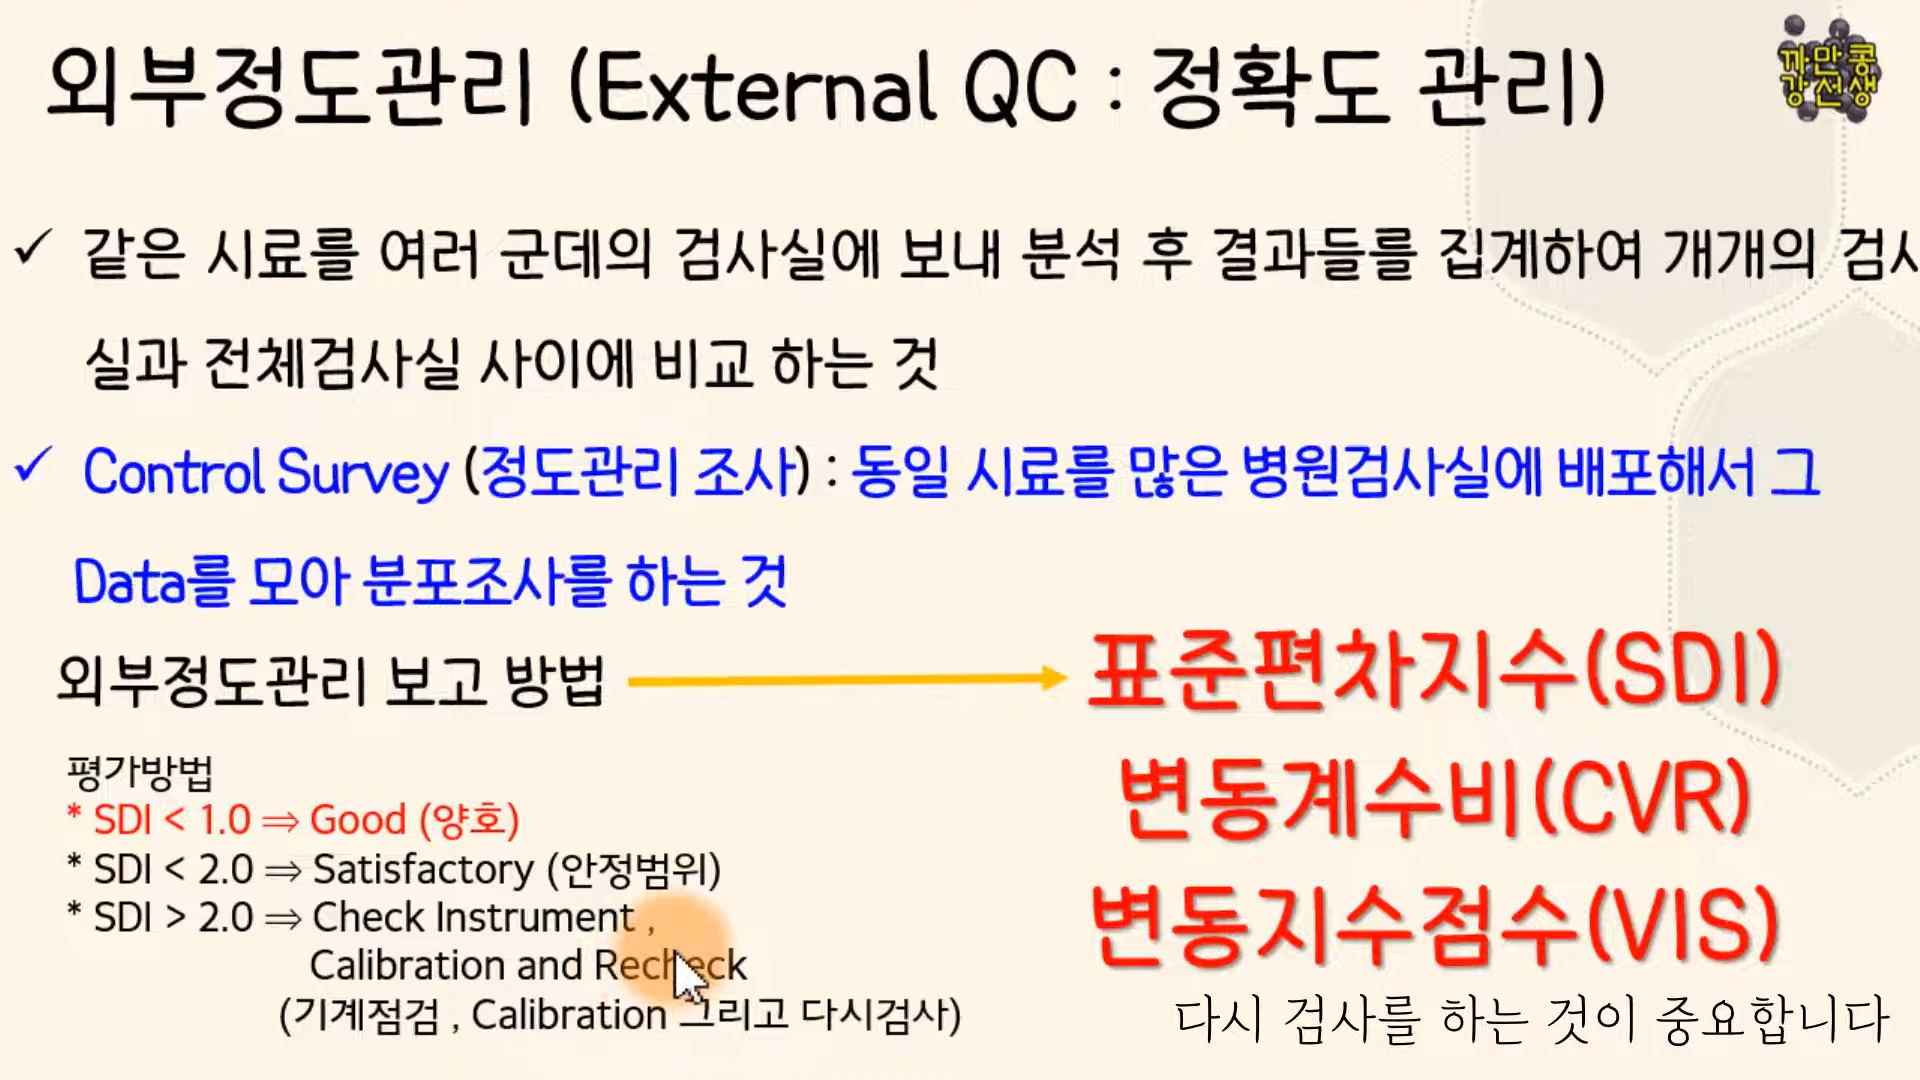 외부정도관리 (External QC : 정확도 관리)
까만콩
강선생
✓ 같은 시료를 여러 군데의 검사실에 보내 분석 후 결과들를 집계하여 개개의 검사
실과 전체검사실 사이에 비교 하는 것
✓ Control Survey (정도관리 조사) : 동일 시료를 많은 병원검사실에 배포해서 그
Data를 모아 분포조사를 하는 것
외부정도관리 보고 방법
표준편차지수(SDI)
변동계수비(CVR)
변동지수점수(VIS)
평가방법
* SDI < 1.0 ⇒ Good (양호)
* SDI < 2.0 ⇒ Satisfactory (안정범위)
* SDI > 2.0 ⇒ Check Instrument ,
Calibration and Recheck
(기계점검 , Calibration 그리고 다시검사)
다시 검사를 하는 것이 중요합니다